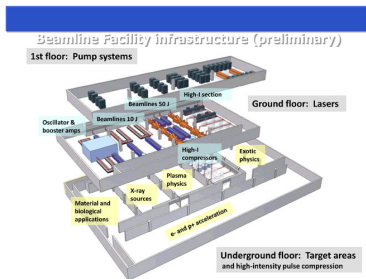 Beamline Facility infrastructure (preliminary)
1st floor: Pump systems
High-I section
Beamlines 50 J
Ground floor: Lasers
Beamlines 10 J
Oscillator &
booster amps
High-I
compressors
Exotic
physics
Plasma
physics
X-ray
sources
Material and
biological
applications
e- and p+ acceleration
Underground floor: Target areas
and high-intensity pulse compression